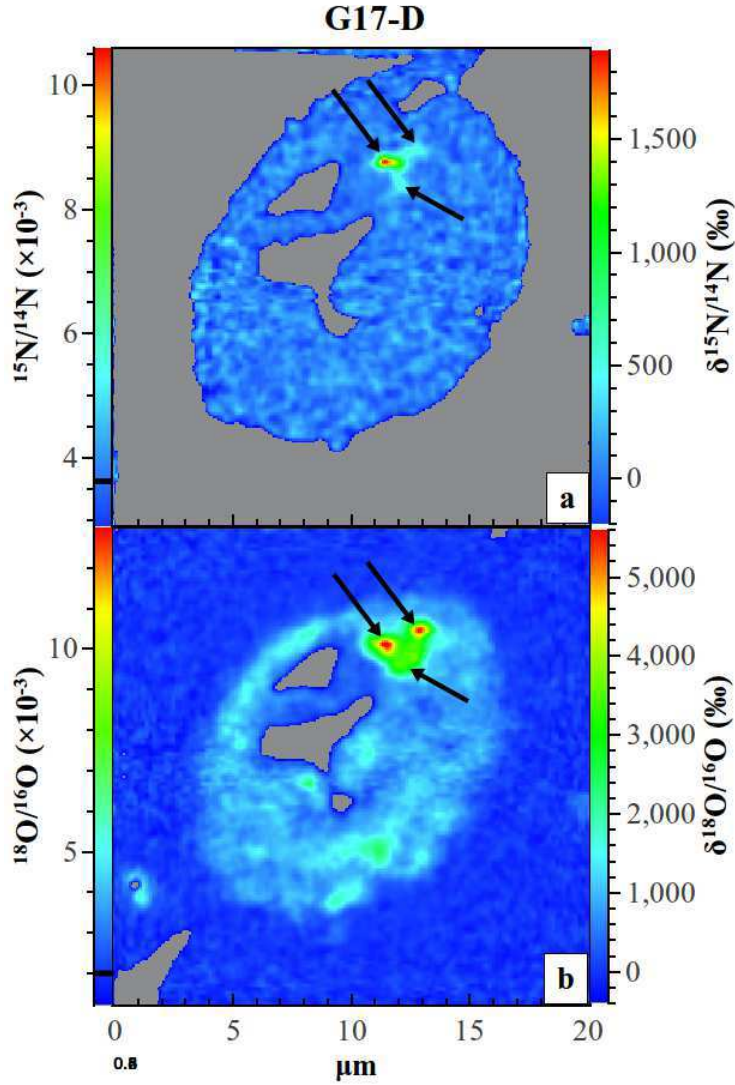 G17-D
10
8
6
4
¹⁵N/¹⁴N (×10⁻³)
1,500
1,000
500
0
δ¹⁵N/¹⁴N (‰)
a
10
5
¹⁸O/¹⁶O (×10⁻³)
5,000
4,000
3,000
2,000
1,000
0
δ¹⁸O/¹⁶O (‰)
b
0 5 10 15 20
µm